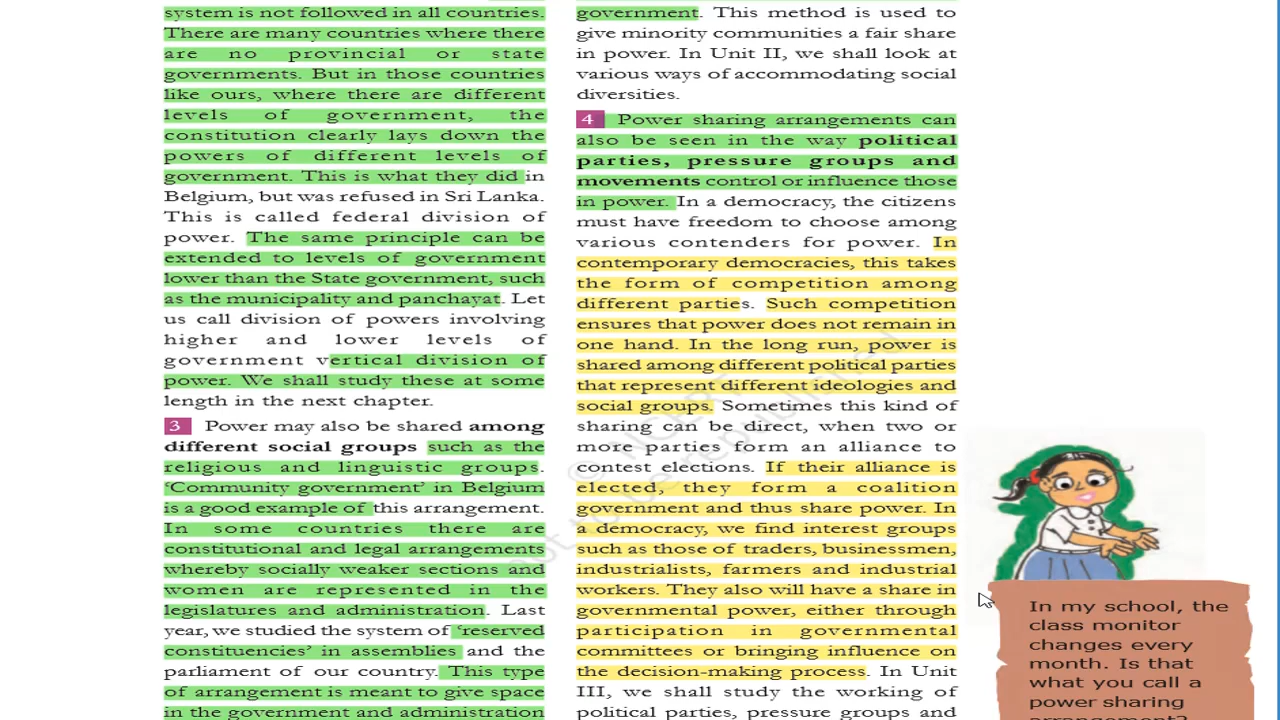 system is not followed in all countries.
There are many countries where there
are no provincial or state
governments. But in those countries
like ours, where there are different
levels of government, the
constitution clearly lays down the
powers of different levels of
government. This is what they did in
Belgium, but was refused in Sri Lanka.
This is called federal division of
power. The same principle can be
extended to levels of government
lower than the State government, such
as the municipality and panchayat. Let
us call division of powers involving
higher and lower levels of
government vertical division of
power. We shall study these at some
length in the next chapter.
3 Power may also be shared among
different social groups such as the
religious and linguistic groups.
‘Community government’ in Belgium
is a good example of this arrangement.
In some countries there are
constitutional and legal arrangements
whereby socially weaker sections and
women are represented in the
legislatures and administration. Last
year, we studied the system of ‘reserved
constituencies’ in assemblies and the
parliament of our country. This type
of arrangement is meant to give space
in the government and administration
government. This method is used to
give minority communities a fair share
in power. In Unit II, we shall look at
various ways of accommodating social
diversities.
4 Power sharing arrangements can
also be seen in the way political
parties, pressure groups and
movements control or influence those
in power. In a democracy, the citizens
must have freedom to choose among
various contenders for power. In
contemporary democracies, this takes
the form of competition among
different parties. Such competition
ensures that power does not remain in
one hand. In the long run, power is
shared among different political parties
that represent different ideologies and
social groups. Sometimes this kind of
sharing can be direct, when two or
more parties form an alliance to
contest elections. If their alliance is
elected, they form a coalition
government and thus share power. In
a democracy, we find interest groups
such as those of traders, businessmen,
industrialists, farmers and industrial
workers. They also will have a share in
governmental power, either through
participation in governmental
committees or bringing influence on
the decision-making process. In Unit
III, we shall study the working of
political parties, pressure groups and
In my school, the
class monitor
changes every
month. Is that
what you call a
power sharing
arrangement?
© NCERT
not to be republished